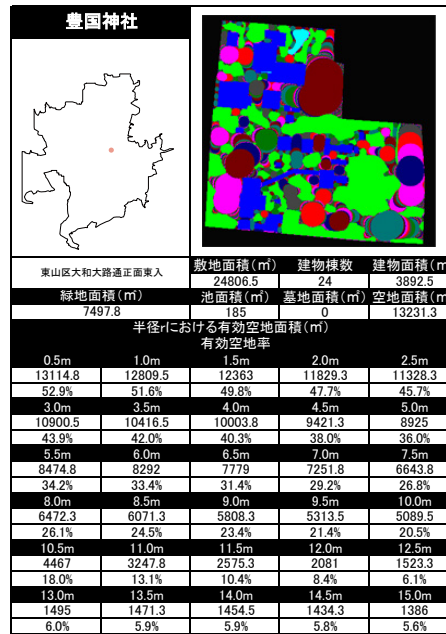 豊国神社
東山区大和大路通正面東入
敷地面積(㎡) 建物棟数 建物面積(㎡
24806.5 24 3892.5
緑地面積(㎡) 池面積(㎡) 墓地面積(㎡) 空地面積(㎡
7497.8 185 0 13231.3
半径rにおける有効空地面積(㎡)
有効空地率
0.5m 1.0m 1.5m 2.0m 2.5m
13114.8 12809.5 12363 11829.3 11328.3
52.9% 51.6% 49.8% 47.7% 45.7%
3.0m 3.5m 4.0m 4.5m 5.0m
10900.5 10416.5 10003.8 9421.3 8925
43.9% 42.0% 40.3% 38.0% 36.0%
5.5m 6.0m 6.5m 7.0m 7.5m
8474.8 8292 7779 7251.8 6643.8
34.2% 33.4% 31.4% 29.2% 26.8%
8.0m 8.5m 9.0m 9.5m 10.0m
6472.3 6071.3 5808.3 5313.5 5089.5
26.1% 24.5% 23.4% 21.4% 20.5%
10.5m 11.0m 11.5m 12.0m 12.5m
4467 3247.8 2575.3 2081 1523.3
18.0% 13.1% 10.4% 8.4% 6.1%
13.0m 13.5m 14.0m 14.5m 15.0m
1495 1471.3 1454.5 1434.3 1386
6.0% 5.9% 5.9% 5.8% 5.6%